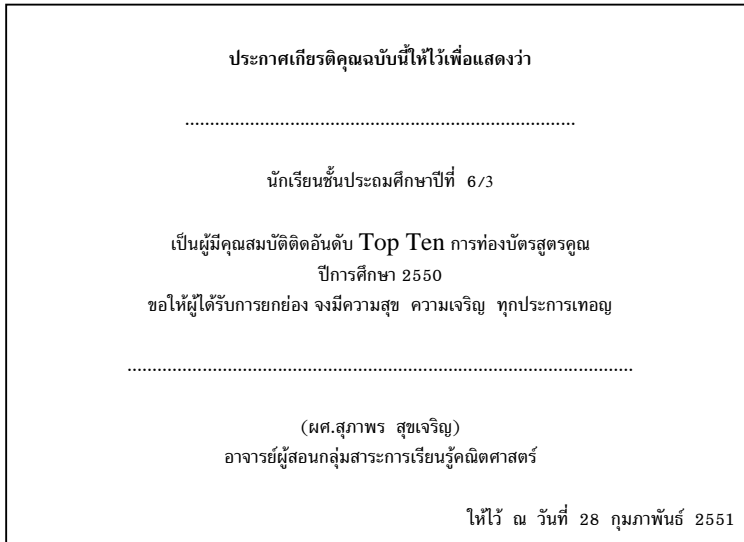 ประกาศเกียรติคุณฉบับนี้ให้ไว้เพื่อแสดงว่า
..............................................................................
นักเรียนชั้นประถมศึกษาปีที่ 6/3
เป็นผู้มีคุณสมบัติติดอันดับ Top Ten การท่องบัตรสูตรคูณ
ปีการศึกษา 2550
ขอให้ผู้ได้รับการยกย่อง จงมีความสุข ความเจริญ ทุกประการเทอญ
.....................................................................................................
(ผศ.สุภาพร สุขเจริญ)
อาจารย์ผู้สอนกลุ่มสาระการเรียนรู้คณิตศาสตร์
ให้ไว้ ณ วันที่ 28 กุมภาพันธ์ 2551